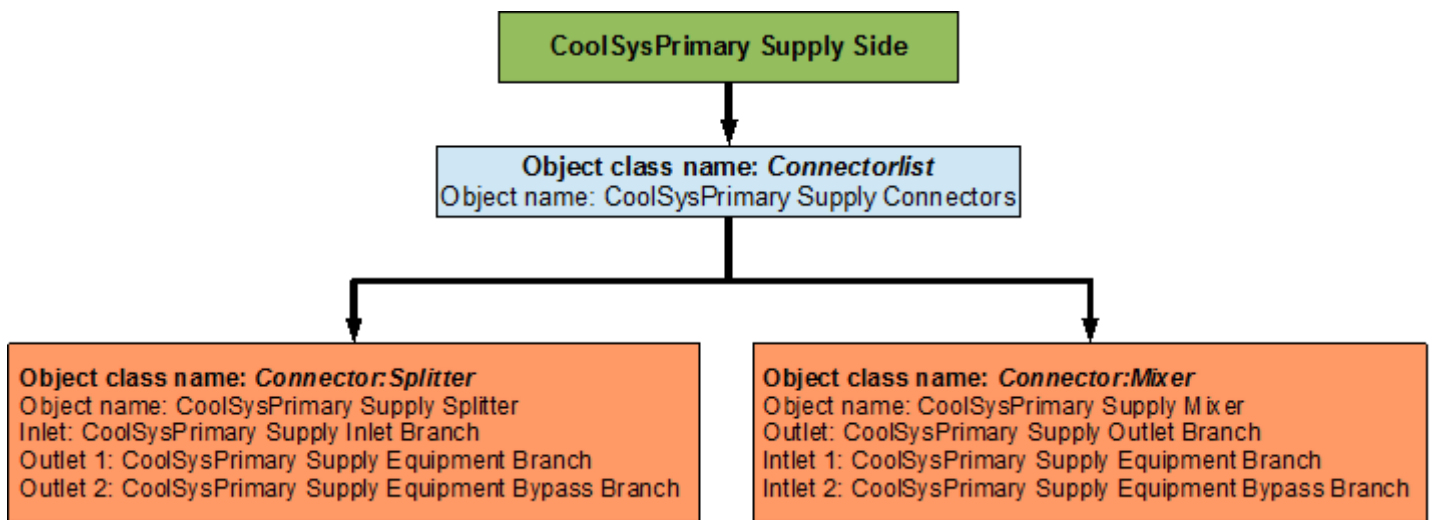 CoolSysPrimary Supply Side
Object class name: Connectorlist
Object name: CoolSysPrimary Supply Connectors
Object class name: Connector:Splitter
Object name: CoolSysPrimary Supply Splitter
Inlet: CoolSysPrimary Supply Inlet Branch
Outlet 1: CoolSysPrimary Supply Equipment Branch
Outlet 2: CoolSysPrimary Supply Equipment Bypass Branch
Object class name: Connector:Mixer
Object name: CoolSysPrimary Supply Mixer
Outlet: CoolSysPrimary Supply Outlet Branch
Intlet 1: CoolSysPrimary Supply Equipment Branch
Intlet 2: CoolSysPrimary Supply Equipment Bypass Branch